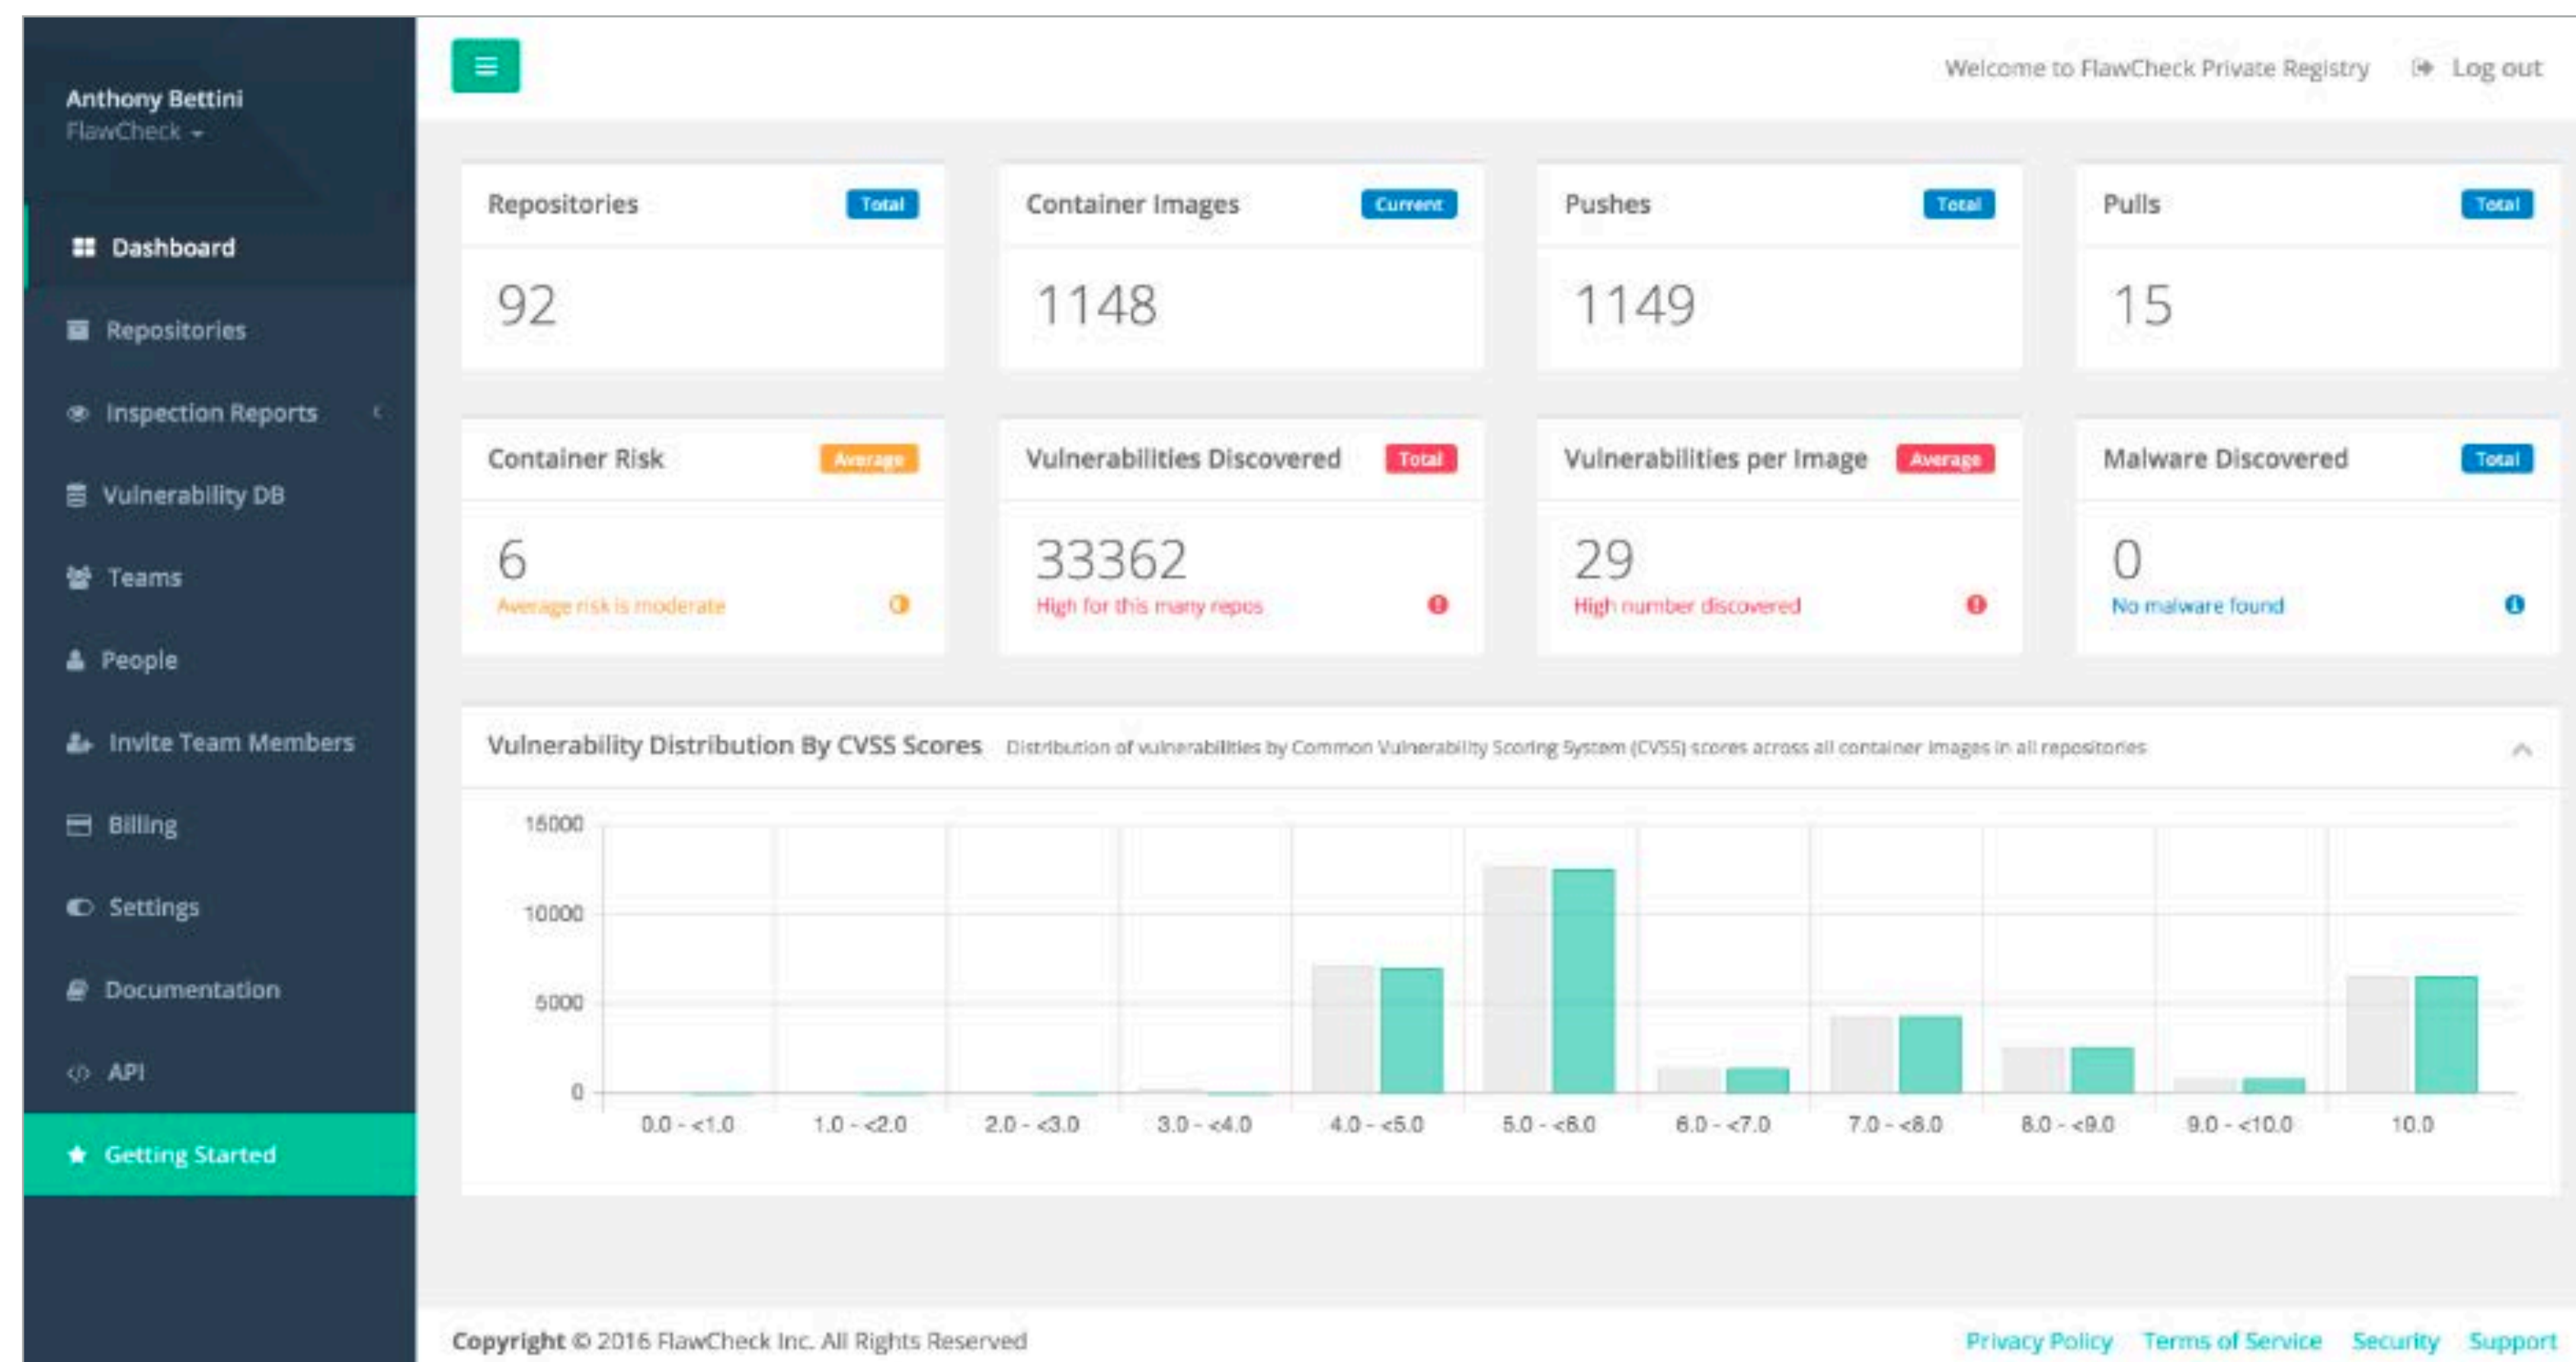 Anthony Bettini
FlawCheck
Dashboard
Repositories
Inspection Reports
Vulnerability DB
Teams
People
Invite Team Members
Billing
Settings
Documentation
API
Getting Started
Welcome to FlawCheck Private Registry Log out
Repositories Total
92
Container Images Current
1148
Pushes Total
1149
Pulls Total
15
Container Risk Average
6
Average risk is moderate
Vulnerabilities Discovered Total
33362
High for this many repos
Vulnerabilities per Image Average
29
High number discovered
Malware Discovered Total
0
No malware found
Vulnerability Distribution By CVSS Scores Distribution of vulnerabilities by Common Vulnerability Scoring System (CVSS) scores across all container images in all repositories
15000
10000
5000
0
0.0 - <1.0 1.0 - <2.0 2.0 - <3.0 3.0 - <4.0 4.0 - <5.0 5.0 - <6.0 6.0 - <7.0 7.0 - <8.0 8.0 - <9.0 9.0 - <10.0 10.0
Copyright © 2016 FlawCheck Inc. All Rights Reserved
Privacy Policy Terms of Service Security Support